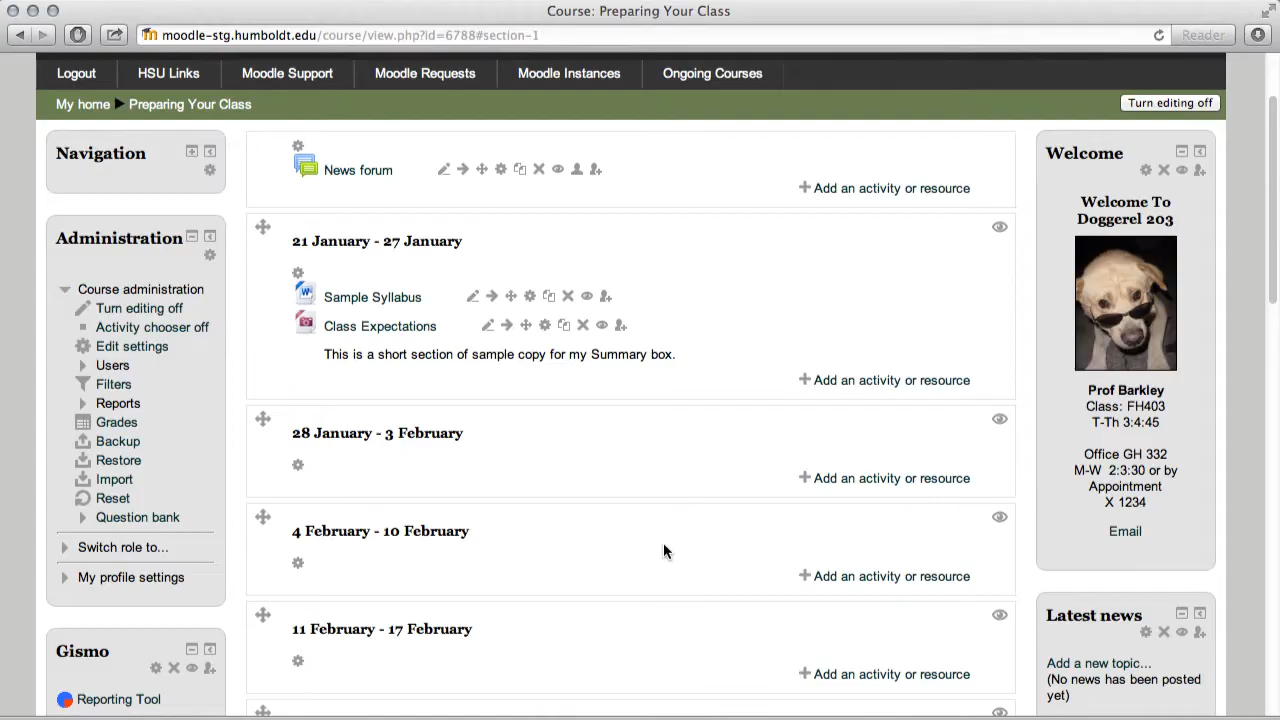 Course: Preparing Your Class
moodle-stg.humboldt.edu/course/view.php?id=6788#section-1
Reader
Logout
HSU Links
Moodle Support
Moodle Requests
Moodle Instances
Ongoing Courses
My home ▶ Preparing Your Class
Turn editing off
Navigation
Administration
Course administration
Turn editing off
Activity chooser off
Edit settings
Users
Filters
Reports
Grades
Backup
Restore
Import
Reset
Question bank
Switch role to...
My profile settings
Gismo
Reporting Tool
News forum
Add an activity or resource
21 January - 27 January
Sample Syllabus
Class Expectations
This is a short section of sample copy for my Summary box.
Add an activity or resource
28 January - 3 February
Add an activity or resource
4 February - 10 February
Add an activity or resource
11 February - 17 February
Add an activity or resource
Welcome
Welcome To
Doggerel 203
Prof Barkley
Class: FH403
T-Th 3:4:45
Office GH 332
M-W 2:3:30 or by
Appointment
X 1234
Email
Latest news
Add a new topic...
(No news has been posted
yet)